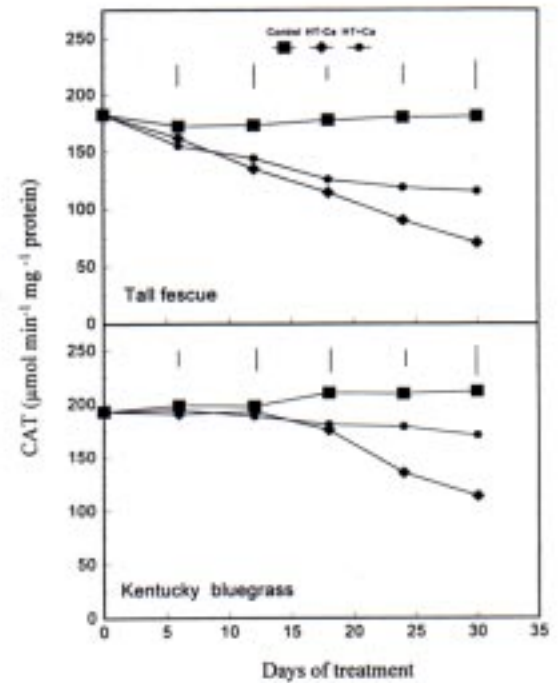 250
Control HT-Ca HT+Ca
200
150
100
50
Tall fescue
0
250
200
150
100
50
Kentucky bluegrass
0
0 5 10 15 20 25 30 35
Days of treatment
CAT (µmol min⁻¹ mg⁻¹ protein)